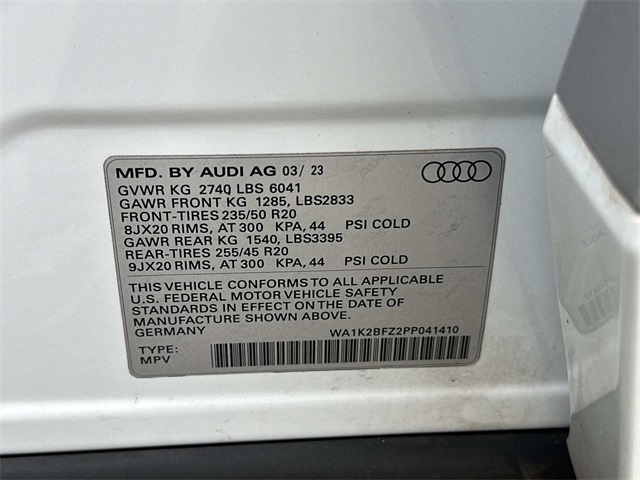 MFD. BY AUDI AG 03/ 23
GVWR KG 2740 LBS 6041
GAWR FRONT KG 1285, LBS2833
FRONT-TIRES 235/50 R20
8JX20 RIMS, AT 300 KPA, 44 PSI COLD
GAWR REAR KG 1540, LBS3395
REAR-TIRES 255/45 R20
9JX20 RIMS, AT 300 KPA, 44 PSI COLD
THIS VEHICLE CONFORMS TO ALL APPLICABLE
U.S. FEDERAL MOTOR VEHICLE SAFETY
STANDARDS IN EFFECT ON THE DATE OF
MANUFACTURE SHOWN ABOVE.
GERMANY WA1K2BFZ2PP041410
TYPE:
MPV